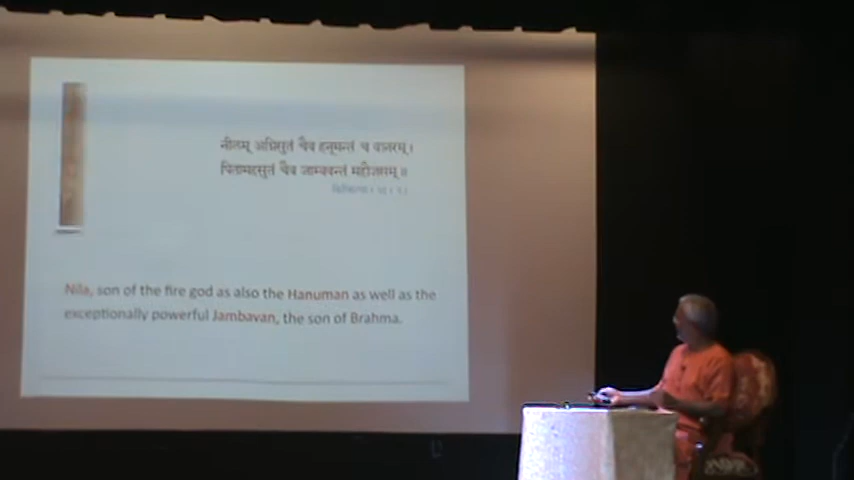 नीलम् अग्निसुतं चैव हनूमन्तं च वानरम् ।
पितामहसुतं चैव जाम्बवन्तं महौजसम् ॥
Nila, son of the fire god as also the Hanuman as well as the
exceptionally powerful Jambavan, the son of Brahma.